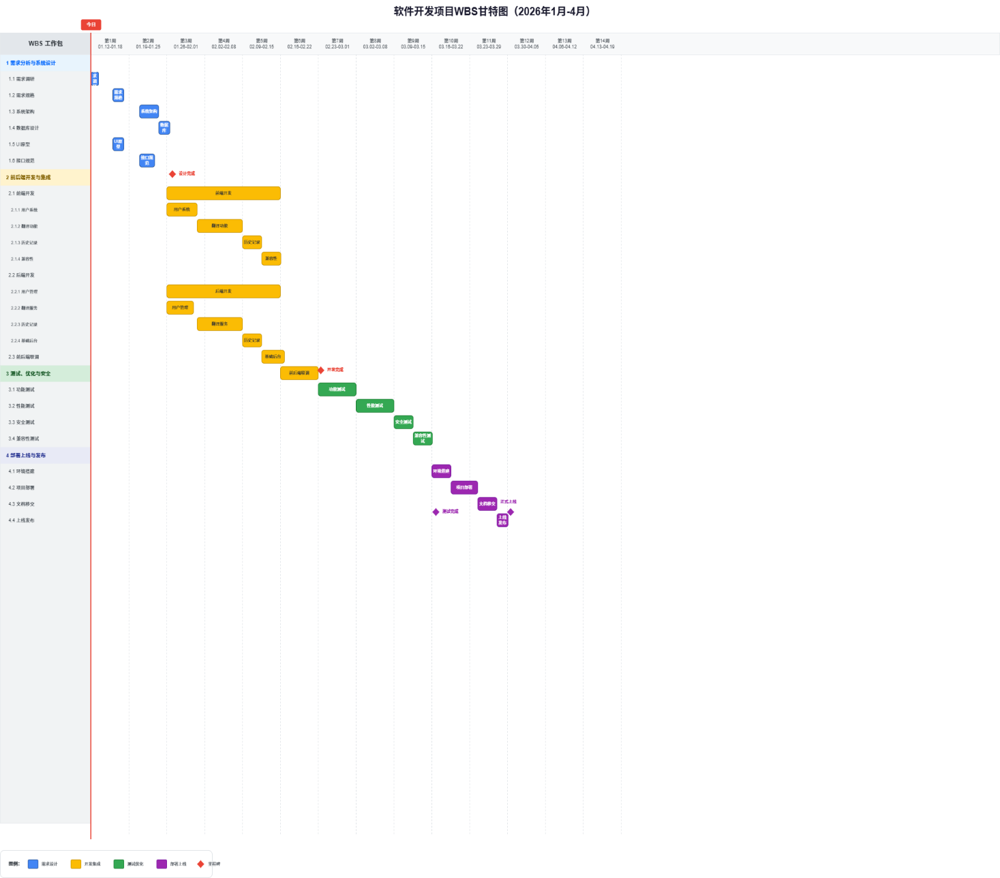 软件开发项目WBS甘特图（2026年1月-4月）
今日
WBS 工作包
第1周
01.12-01.18
第2周
01.19-01.25
第3周
01.26-02.01
第4周
02.02-02.08
第5周
02.09-02.15
第6周
02.16-02.22
第7周
02.23-03.01
第8周
03.02-03.08
第9周
03.09-03.15
第10周
03.16-03.22
第11周
03.23-03.29
第12周
03.30-04.05
第13周
04.06-04.12
第14周
04.13-04.19
1 需求分析与系统设计
1.1 需求调研
1.2 需求规格
需求
规格
1.3 系统架构
系统架构
1.4 数据库设计
数据
库
1.5 UI原型
UI原
型
1.6 接口规范
接口规
范
设计完成
2 前后端开发与集成
2.1 前端开发
前端开发
2.1.1 用户系统
用户系统
2.1.2 翻译功能
翻译功能
2.1.3 历史记录
历史记录
2.1.4 兼容性
兼容性
2.2 后端开发
2.2.1 用户管理
后端开发
2.2.2 翻译服务
用户管理
2.2.3 历史记录
翻译服务
2.2.4 基础后台
历史记录
2.3 前后端联调
基础后台
3 测试、优化与安全
前后端联调
开发完成
3.1 功能测试
功能测试
3.2 性能测试
性能测试
3.3 安全测试
安全测试
3.4 兼容性测试
兼容性测
试
4 部署上线与发布
4.1 环境搭建
环境搭建
4.2 项目部署
项目部署
4.3 文档移交
文档移交
正式上线
测试完成
4.4 上线发布
上线
发布
图例：
需求设计
开发集成
测试优化
部署上线
里程碑